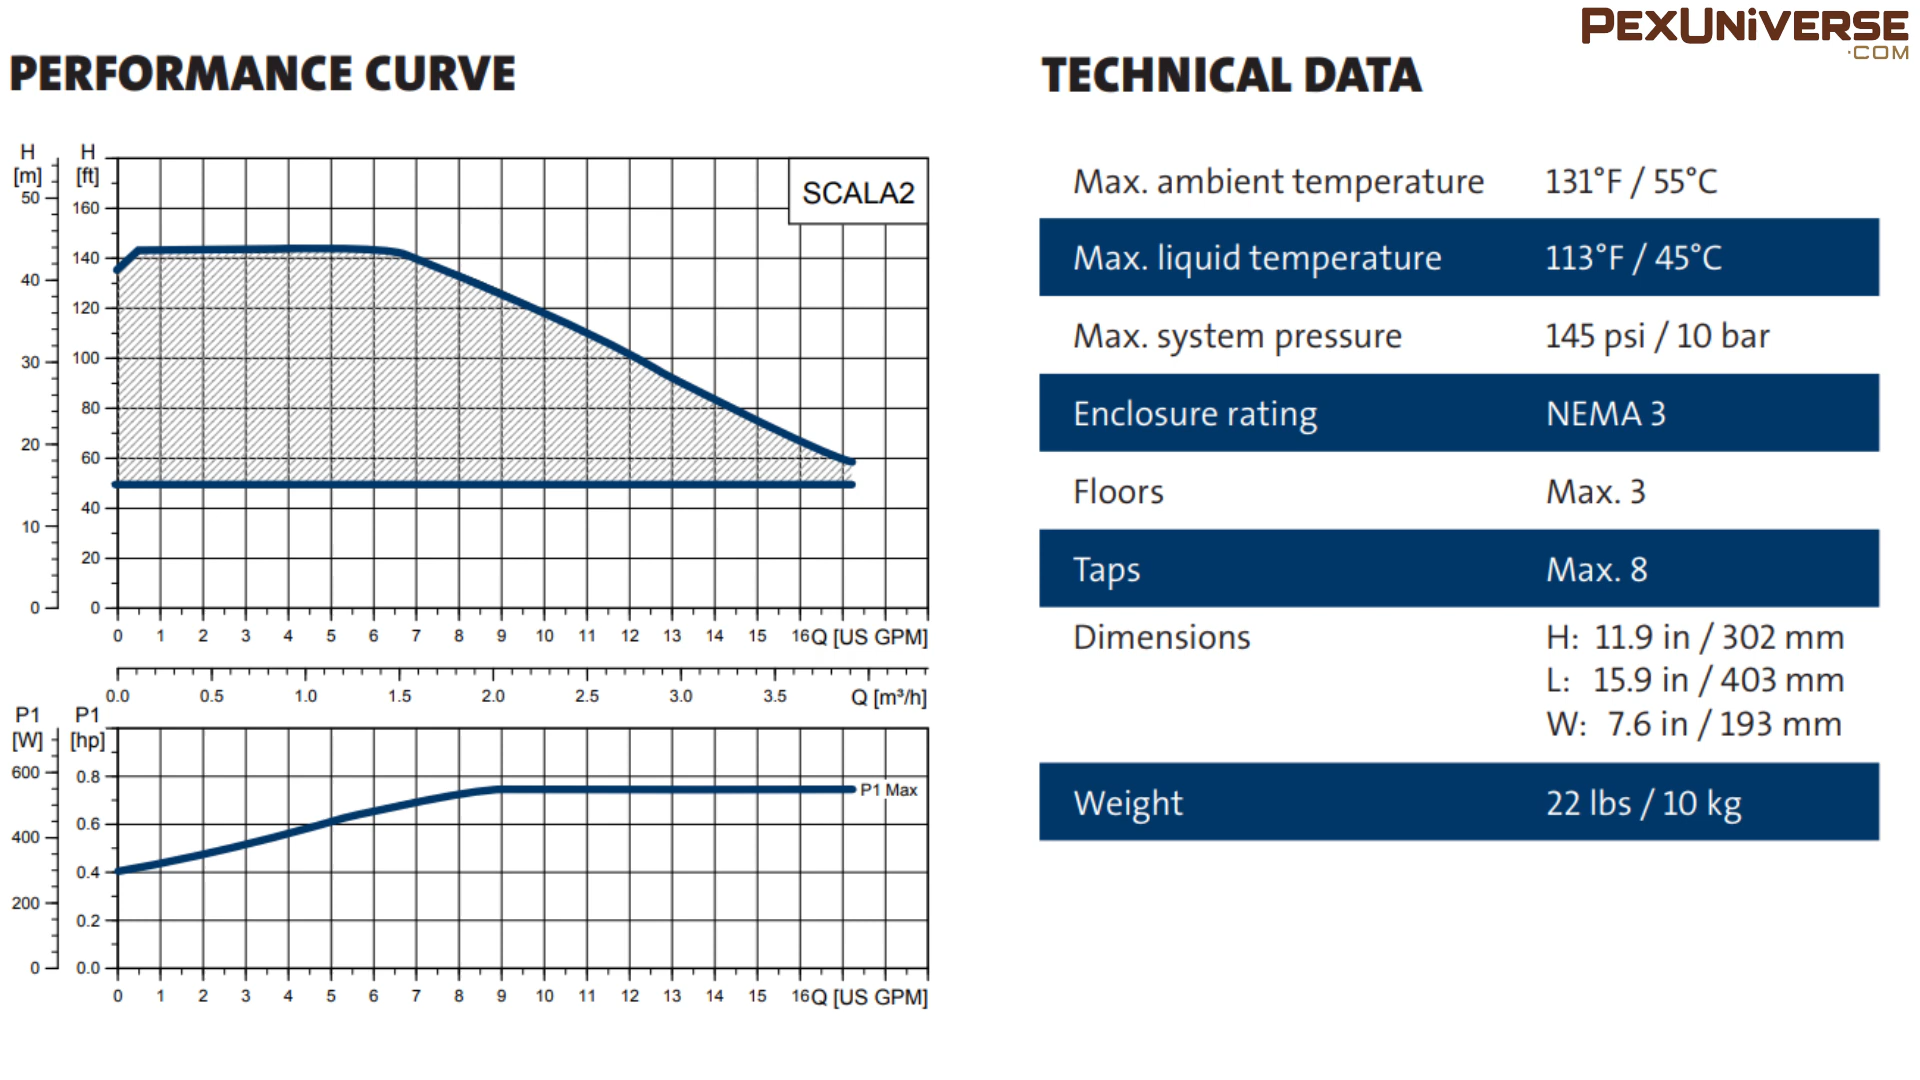 PEXUNiVERSE
.COM
PERFORMANCE CURVE
H
[m]
H
[ft]
SCALA2
50
40
30
20
10
0
160
140
120
100
80
60
40
20
0
0 1 2 3 4 5 6 7 8 9 10 11 12 13 14 15 16 Q [US GPM]
0.0 0.5 1.0 1.5 2.0 2.5 3.0 3.5 Q [m³/h]
P1
[W]
P1
[hp]
600
400
200
0
0.8
0.6
0.4
0.2
0.0
P1 Max
0 1 2 3 4 5 6 7 8 9 10 11 12 13 14 15 16 Q [US GPM]
TECHNICAL DATA
Max. ambient temperature 131°F / 55°C
Max. liquid temperature 113°F / 45°C
Max. system pressure 145 psi / 10 bar
Enclosure rating NEMA 3
Floors Max. 3
Taps Max. 8
Dimensions H: 11.9 in / 302 mm
L: 15.9 in / 403 mm
W: 7.6 in / 193 mm
Weight 22 lbs / 10 kg